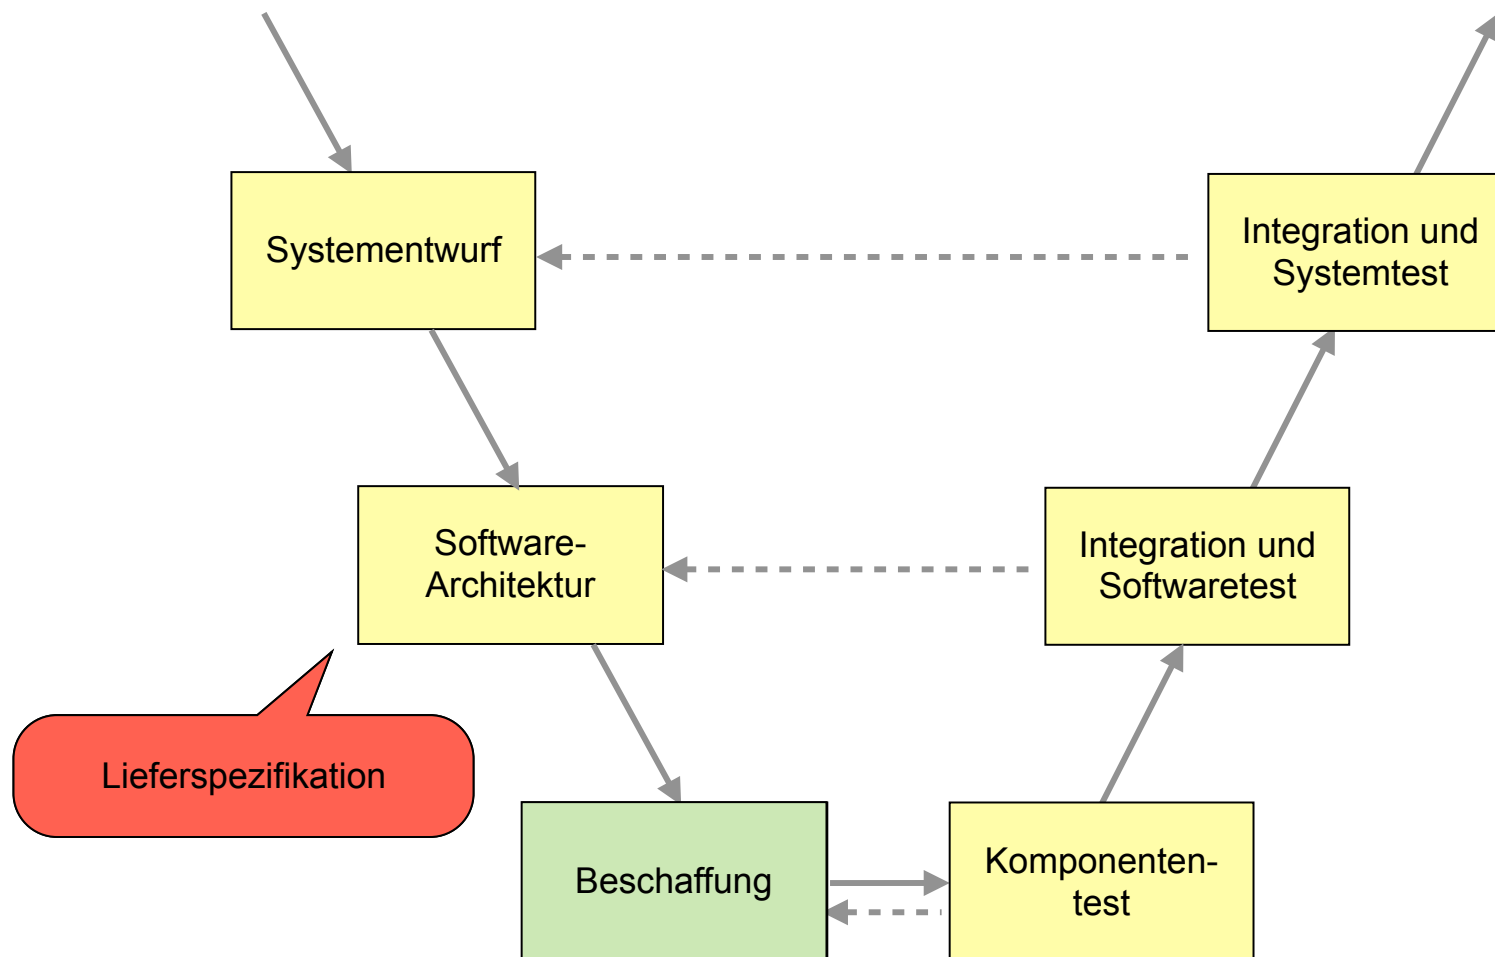 Systementwurf
Integration und
Systemtest
Software-
Architektur
Integration und
Softwaretest
Lieferspezifikation
Beschaffung
Komponenten-
test